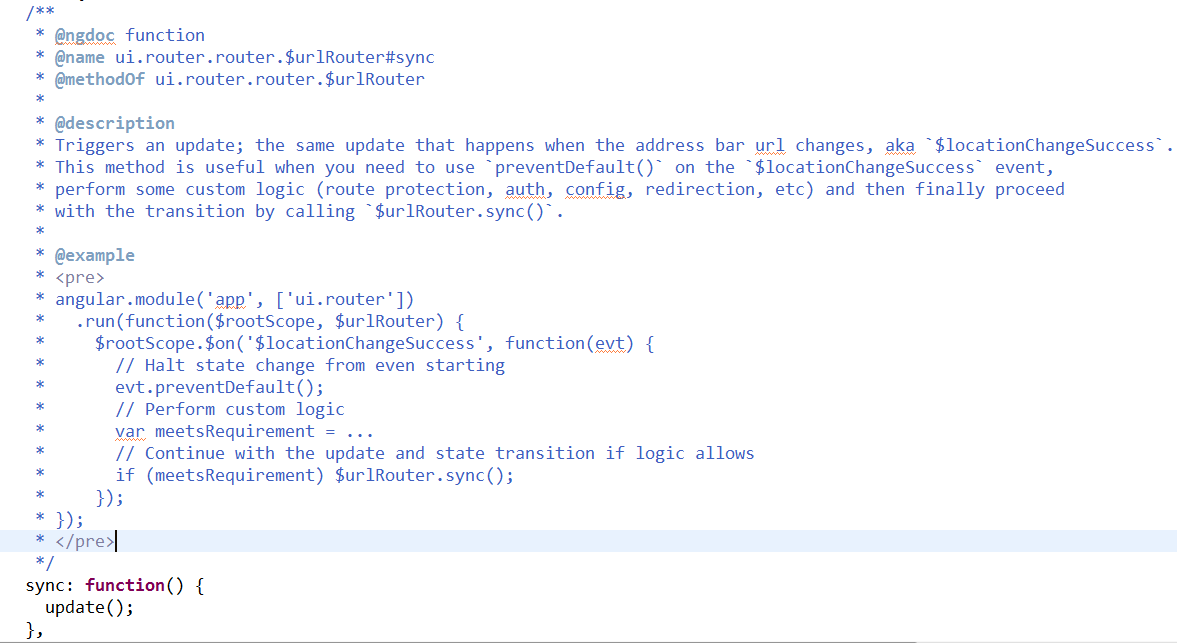 /**
 * @ngdoc function
 * @name ui.router.router.$urlRouter#sync
 * @methodOf ui.router.router.$urlRouter
 *
 * @description
 * Triggers an update; the same update that happens when the address bar url changes, aka `$locationChangeSuccess`.
 * This method is useful when you need to use `preventDefault()` on the `$locationChangeSuccess` event,
 * perform some custom logic (route protection, auth, config, redirection, etc) and then finally proceed
 * with the transition by calling `$urlRouter.sync()`.
 *
 * @example
 * <pre>
 * angular.module('app', ['ui.router'])
 *   .run(function($rootScope, $urlRouter) {
 *     $rootScope.$on('$locationChangeSuccess', function(evt) {
 *       // Halt state change from even starting
 *       evt.preventDefault();
 *       // Perform custom logic
 *       var meetsRequirement = ...
 *       // Continue with the update and state transition if logic allows
 *       if (meetsRequirement) $urlRouter.sync();
 *     });
 * });
 * </pre>
 */
sync: function() {
  update();
},